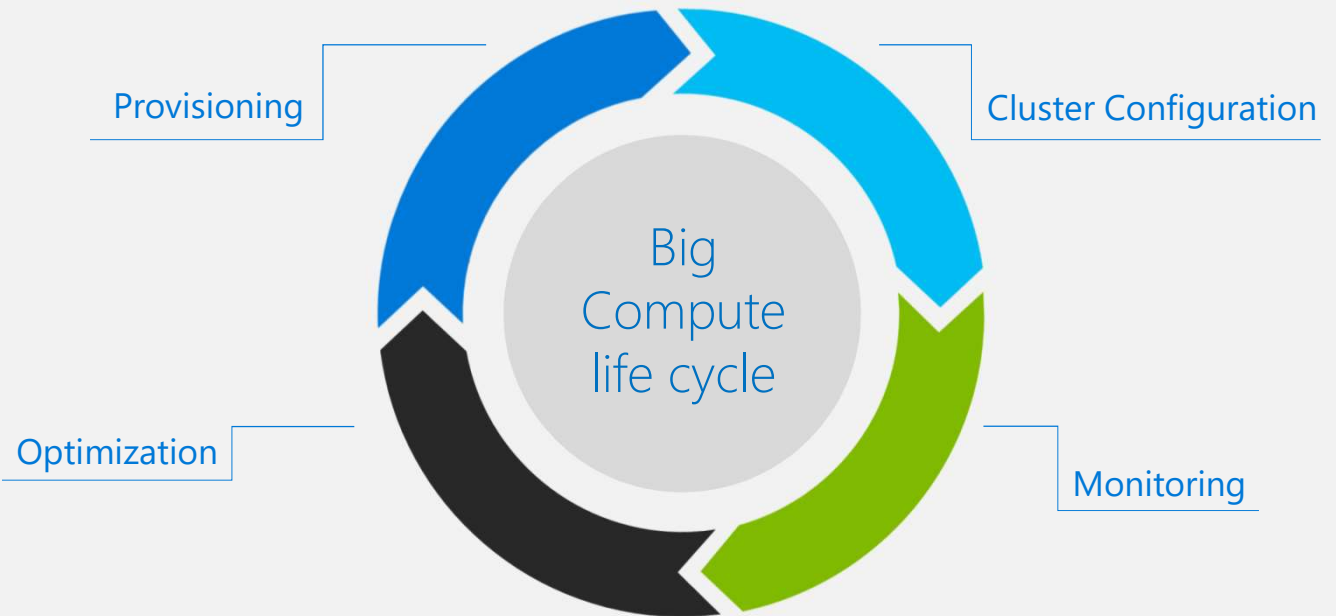 Provisioning
Cluster Configuration
Big
Compute
life cycle
Optimization
Monitoring